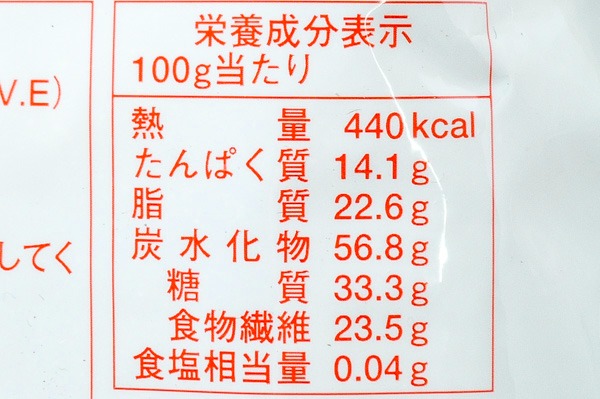 栄養成分表示
100g当たり
V.E)
熱量 440kcal
たんぱく質 14.1g
脂質 22.6g
炭水化物 56.8g
してく
糖質 33.3g
食物繊維 23.5g
食塩相当量 0.04g